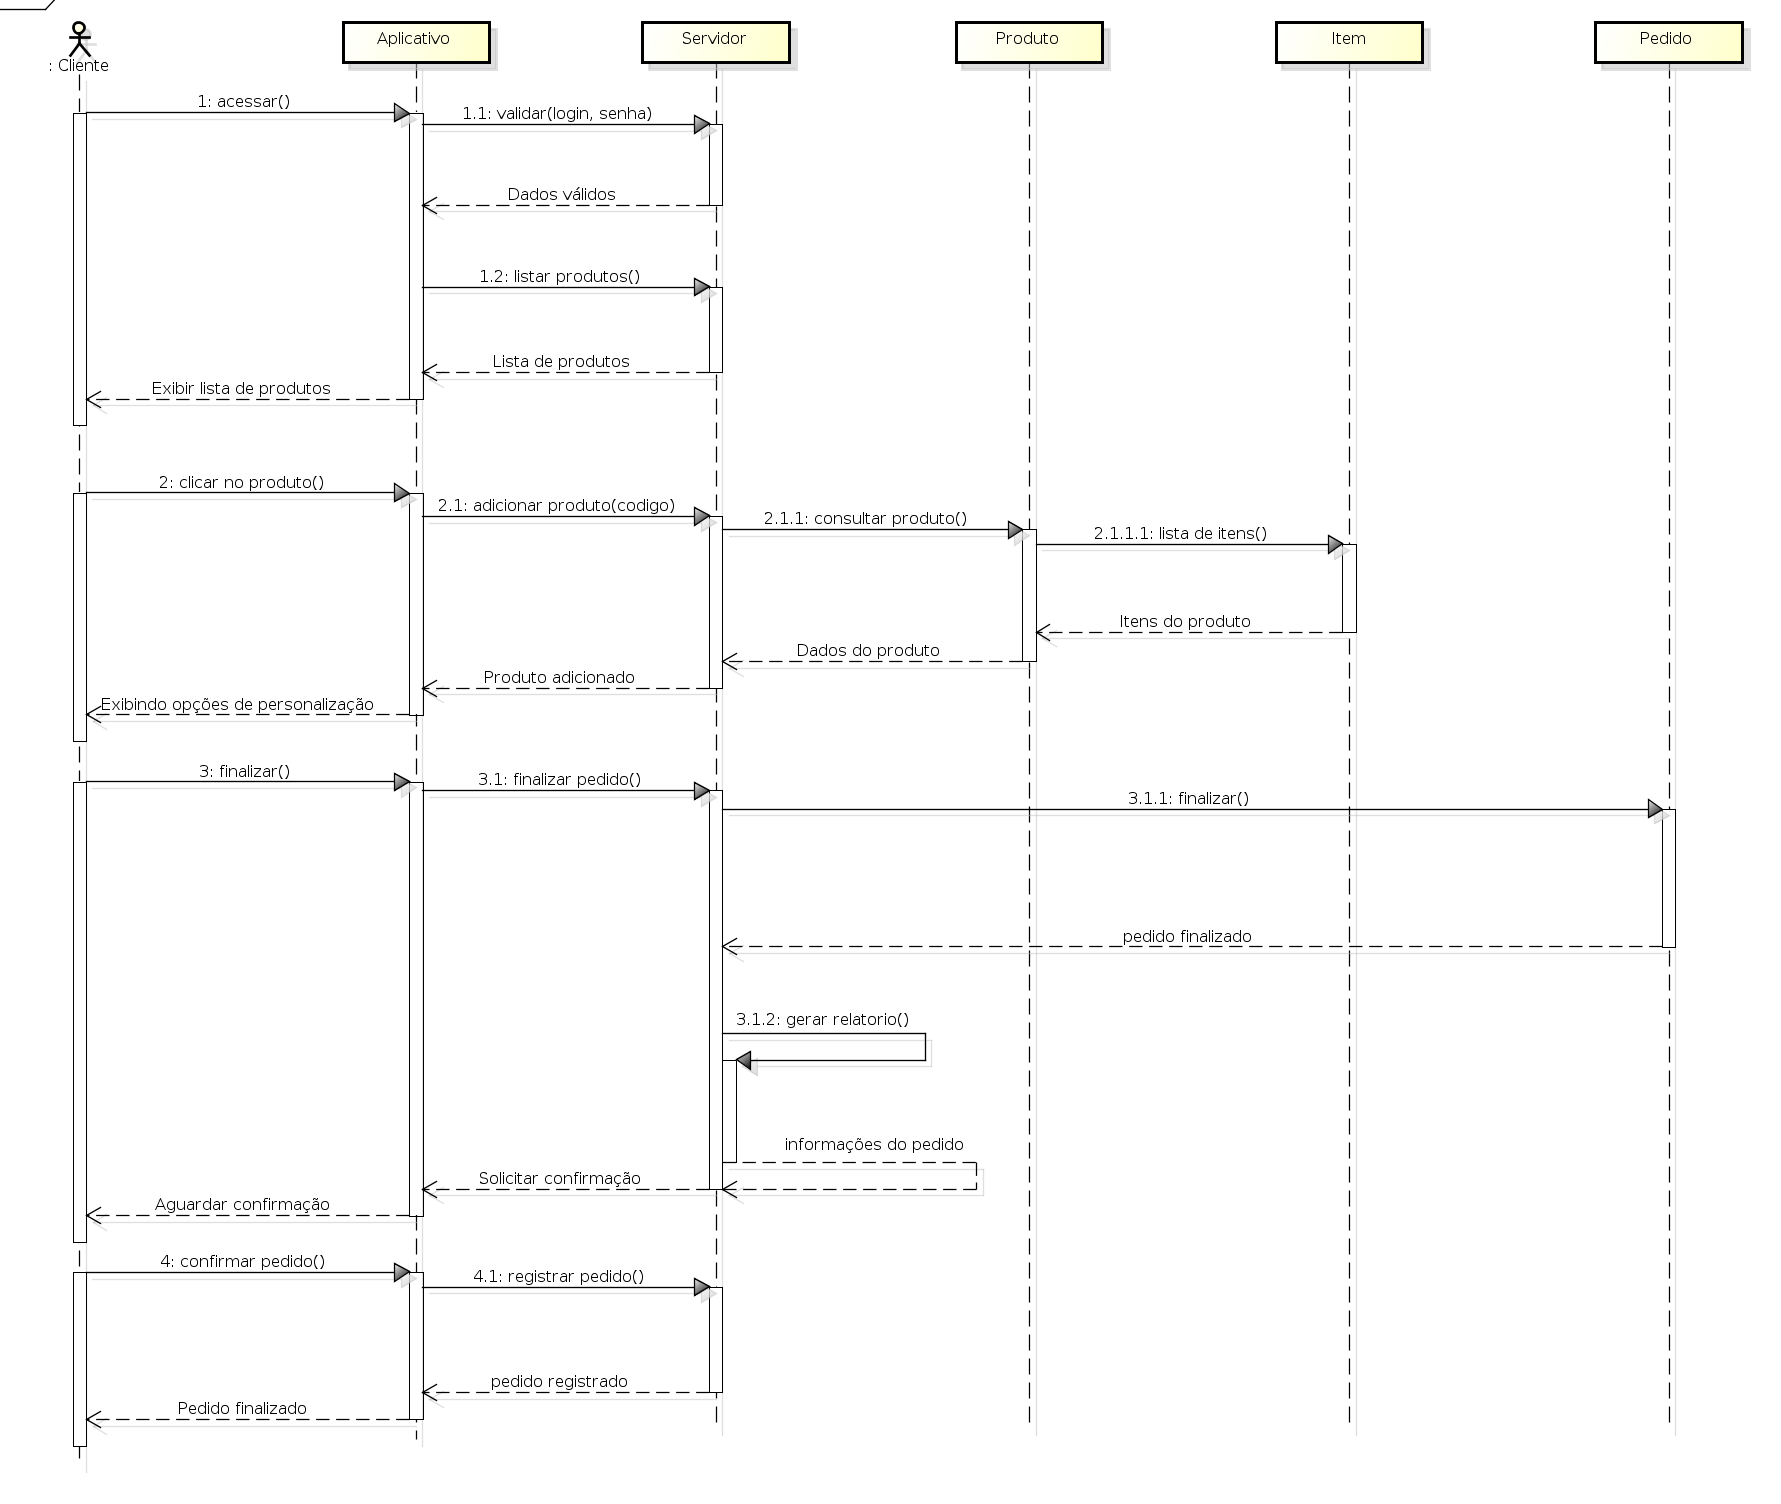 : Cliente
Aplicativo
Servidor
Produto
Item
Pedido
1: acessar()
1.1: validar(login, senha)
Dados válidos
1.2: listar produtos()
Lista de produtos
Exibir lista de produtos
2: clicar no produto()
2.1: adicionar produto(codigo)
2.1.1: consultar produto()
2.1.1.1: lista de itens()
Itens do produto
Dados do produto
Produto adicionado
Exibindo opções de personalização
3: finalizar()
3.1: finalizar pedido()
3.1.1: finalizar()
pedido finalizado
3.1.2: gerar relatorio()
informações do pedido
Solicitar confirmação
Aguardar confirmação
4: confirmar pedido()
4.1: registrar pedido()
pedido registrado
Pedido finalizado